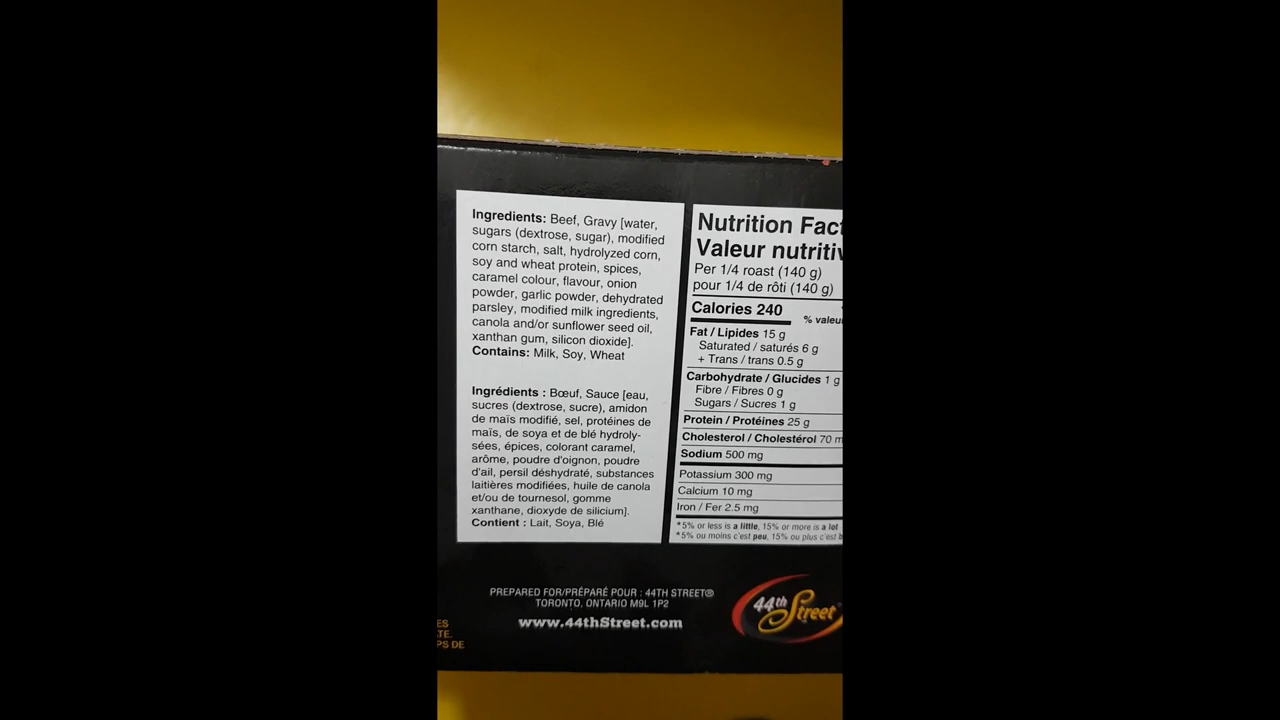 Ingredients: Beef, Gravy [water,
sugars (dextrose, sugar), modified
corn starch, salt, hydrolyzed corn,
soy and wheat protein, spices,
caramel colour, flavour, onion
powder, garlic powder, dehydrated
parsley, modified milk ingredients,
canola and/or sunflower seed oil,
xanthan gum, silicon dioxide].
Contains: Milk, Soy, Wheat
Ingrédients : Bœuf, Sauce [eau,
sucres (dextrose, sucre), amidon
de maïs modifié, sel, protéines de
maïs, de soya et de blé hydroly-
sées, épices, colorant caramel,
arôme, poudre d'oignon, poudre
d'ail, persil déshydraté, substances
laitières modifiées, huile de canola
et/ou de tournesol, gomme
xanthane, dioxyde de silicium].
Contient : Lait, Soya, Blé
Nutrition Fact
Valeur nutritiv
Per 1/4 roast (140 g)
pour 1/4 de rôti (140 g)
Calories 240
% valeu
Fat / Lipides 15 g
Saturated / saturés 6 g
+ Trans / trans 0.5 g
Carbohydrate / Glucides 1 g
Fibre / Fibres 0 g
Sugars / Sucres 1 g
Protein / Protéines 25 g
Cholesterol / Cholestérol 70 m
Sodium 500 mg
Potassium 300 mg
Calcium 10 mg
Iron / Fer 2.5 mg
*5% or less is a little, 15% or more is a lot
*5% ou moins c'est peu, 15% ou plus c'est b
PREPARED FOR/PRÉPARÉ POUR : 44TH STREET®
TORONTO, ONTARIO M9L 1P2
www.44thStreet.com
44th Street
ES
TE.
PS DE